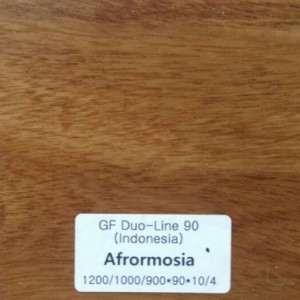 GF Duo-Line 90
(Indonesia)
Afrormosia
1200/1000/900*90*10/4